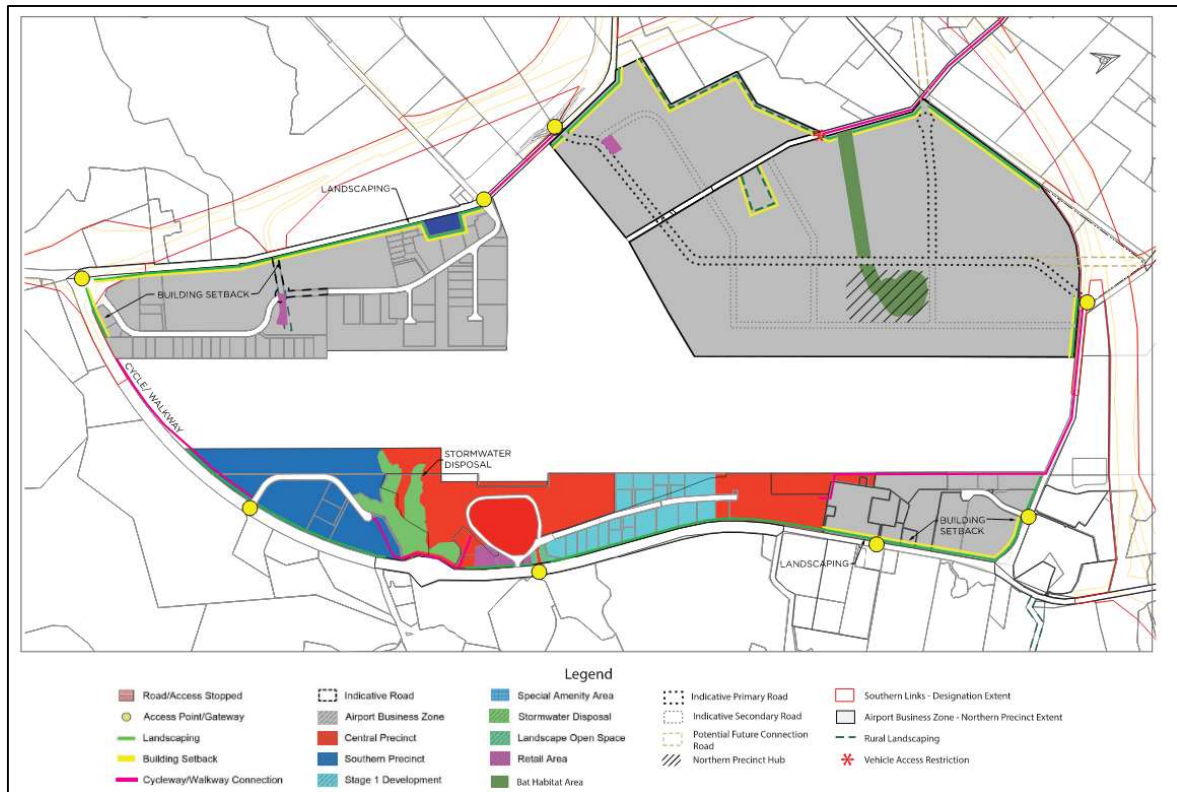 LANDSCAPING
BUILDING SETBACK
CYCLE/ WALKWAY
STORMWATER
DISPOSAL
BUILDING
SETBACK
LANDSCAPING
Legend
Road/Access Stopped
Access Point/Gateway
Landscaping
Building Setback
Cycleway/Walkway Connection
Indicative Road
Airport Business Zone
Central Precinct
Southern Precinct
Stage 1 Development
Special Amenity Area
Stormwater Disposal
Landscape Open Space
Retail Area
Bat Habitat Area
Indicative Primary Road
Indicative Secondary Road
Potential Future Connection
Road
Northern Precinct Hub
Southern Links - Designation Extent
Airport Business Zone - Northern Precinct Extent
Rural Landscaping
Vehicle Access Restriction